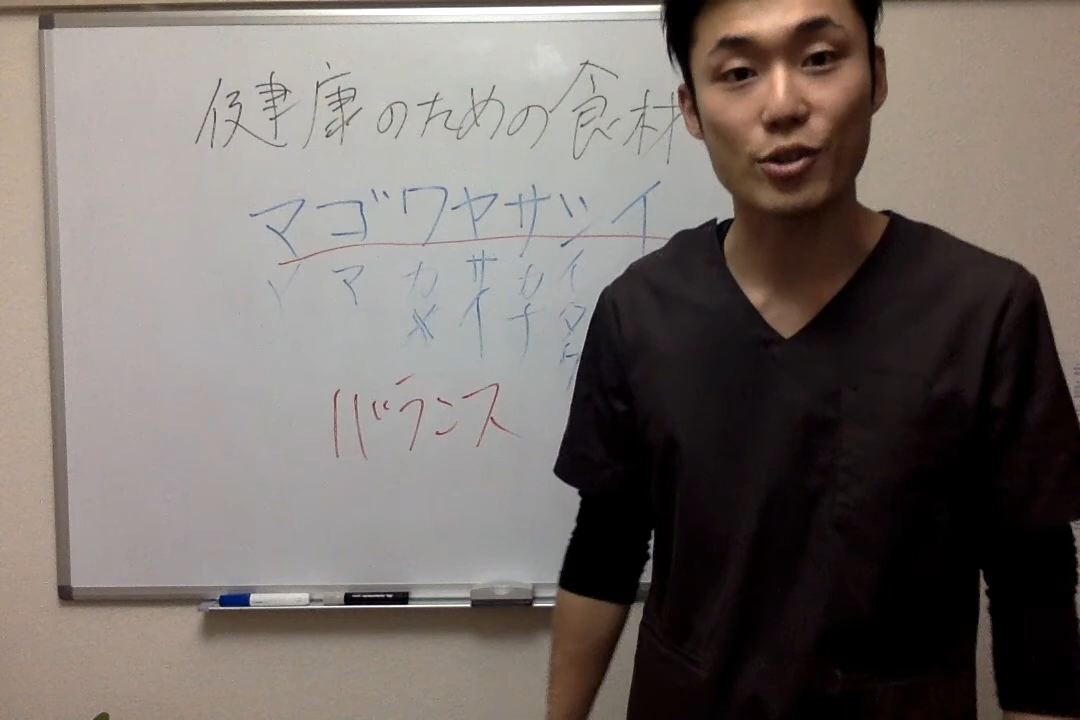 健康のための食材
マゴワヤサシイ
マ カ サ カ イ
メ イ ナ タ
ケ
バランス